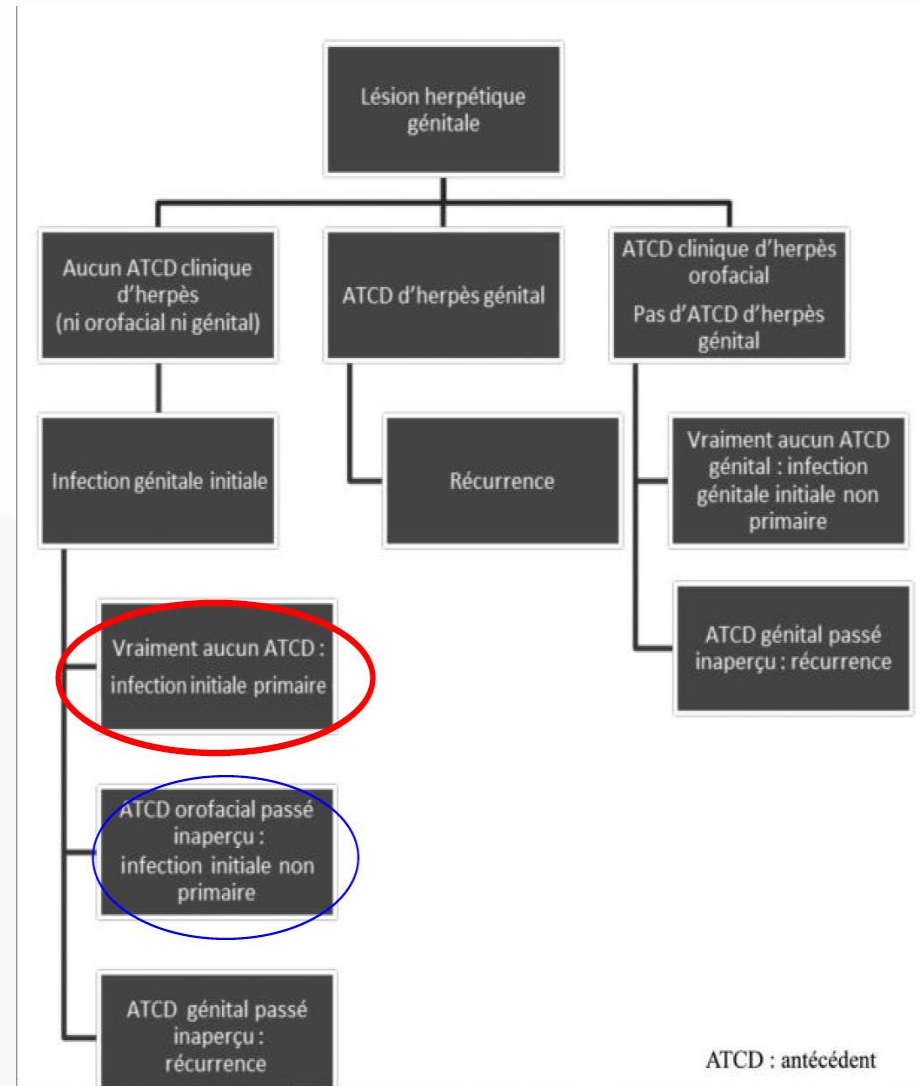 Lésion herpétique
génitale
Aucun ATCD clinique
d'herpès
(ni orofacial ni génital)
ATCD d'herpès génital
ATCD clinique d'herpès
orofacial
Pas d'ATCD d'herpès
génital
Infection génitale initiale
Récurrence
Vraiment aucun ATCD
génital : infection
génitale initiale non
primaire
ATCD génital passé
inaperçu : récurrence
Vraiment aucun ATCD :
infection initiale primaire
ATCD orofacial passé
inaperçu :
infection initiale non
primaire
ATCD génital passé
inaperçu :
récurrence
ATCD : antécédent